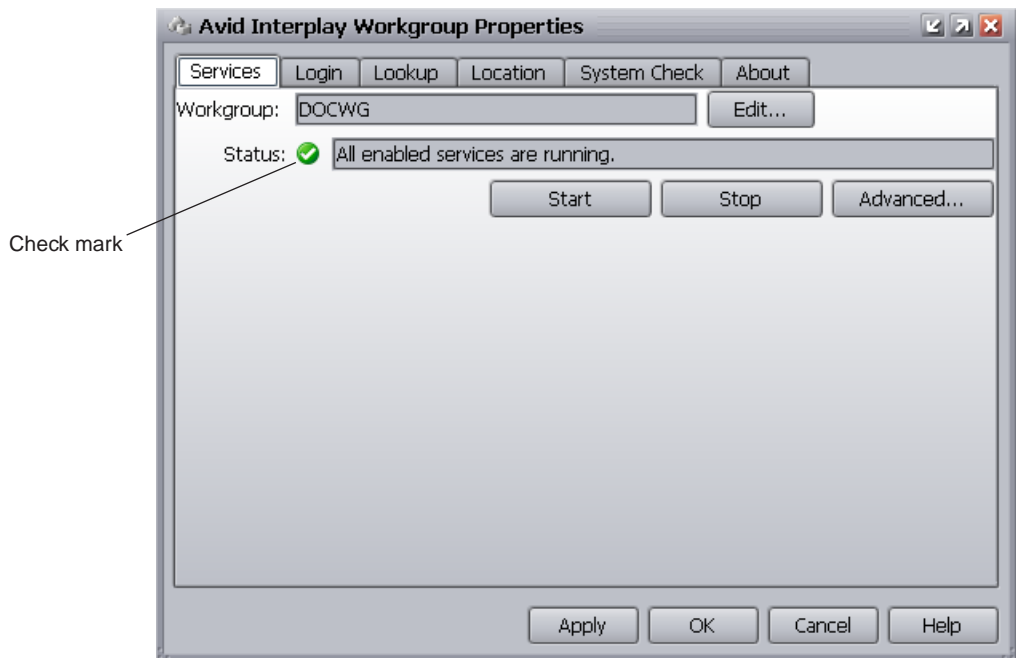 Avid Interplay Workgroup Properties
Services Login Lookup Location System Check About
Workgroup: DOCWG Edit...
Status: All enabled services are running.
Start Stop Advanced...
Check mark
Apply OK Cancel Help